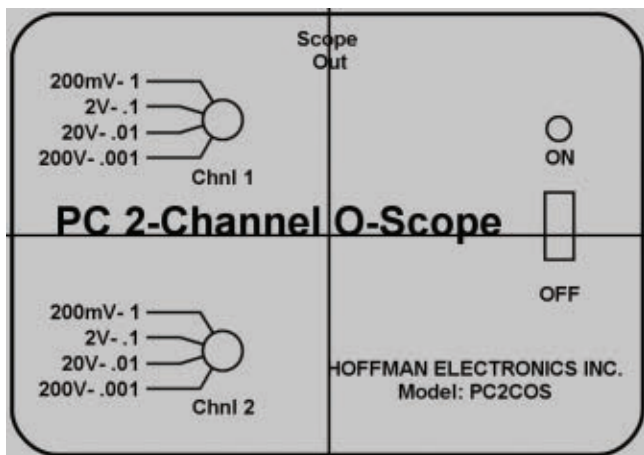 Scope
Out
200mV- 1
2V- .1
20V- .01
200V- .001
Chnl 1
ON
PC 2-Channel O-Scope
OFF
200mV- 1
2V- .1
20V- .01
200V- .001
Chnl 2
HOFFMAN ELECTRONICS INC.
Model: PC2COS